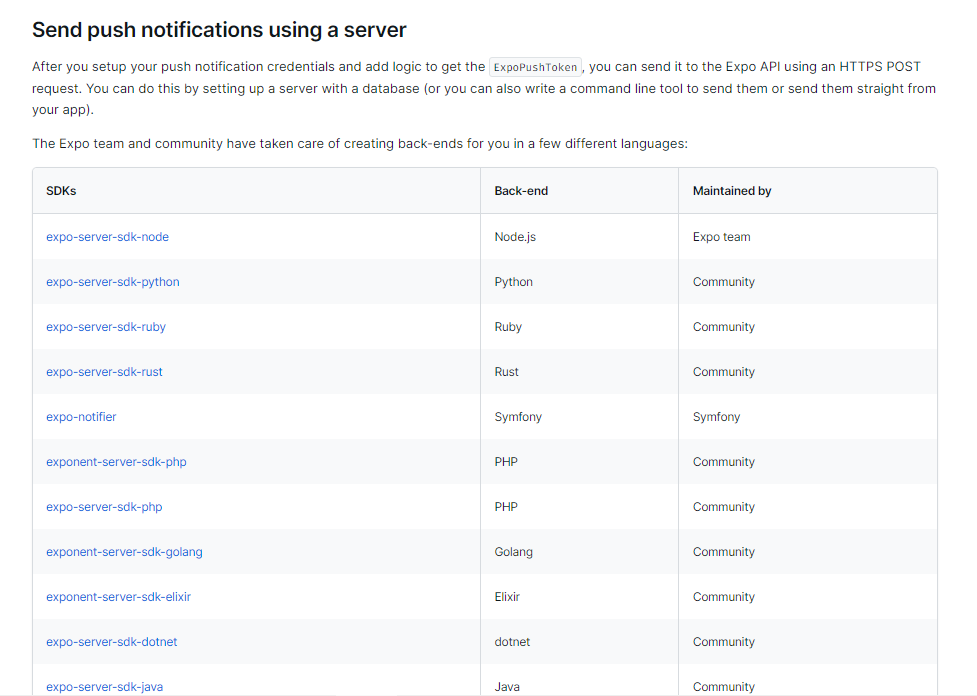 Send push notifications using a server
After you setup your push notification credentials and add logic to get the ExpoPushToken, you can send it to the Expo API using an HTTPS POST
request. You can do this by setting up a server with a database (or you can also write a command line tool to send them or send them straight from
your app).
The Expo team and community have taken care of creating back-ends for you in a few different languages:
SDKs Back-end Maintained by
expo-server-sdk-node Node.js Expo team
expo-server-sdk-python Python Community
expo-server-sdk-ruby Ruby Community
expo-server-sdk-rust Rust Community
expo-notifier Symfony Symfony
exponent-server-sdk-php PHP Community
expo-server-sdk-php PHP Community
exponent-server-sdk-golang Golang Community
exponent-server-sdk-elixir Elixir Community
expo-server-sdk-dotnet dotnet Community
expo-server-sdk-java Java Community